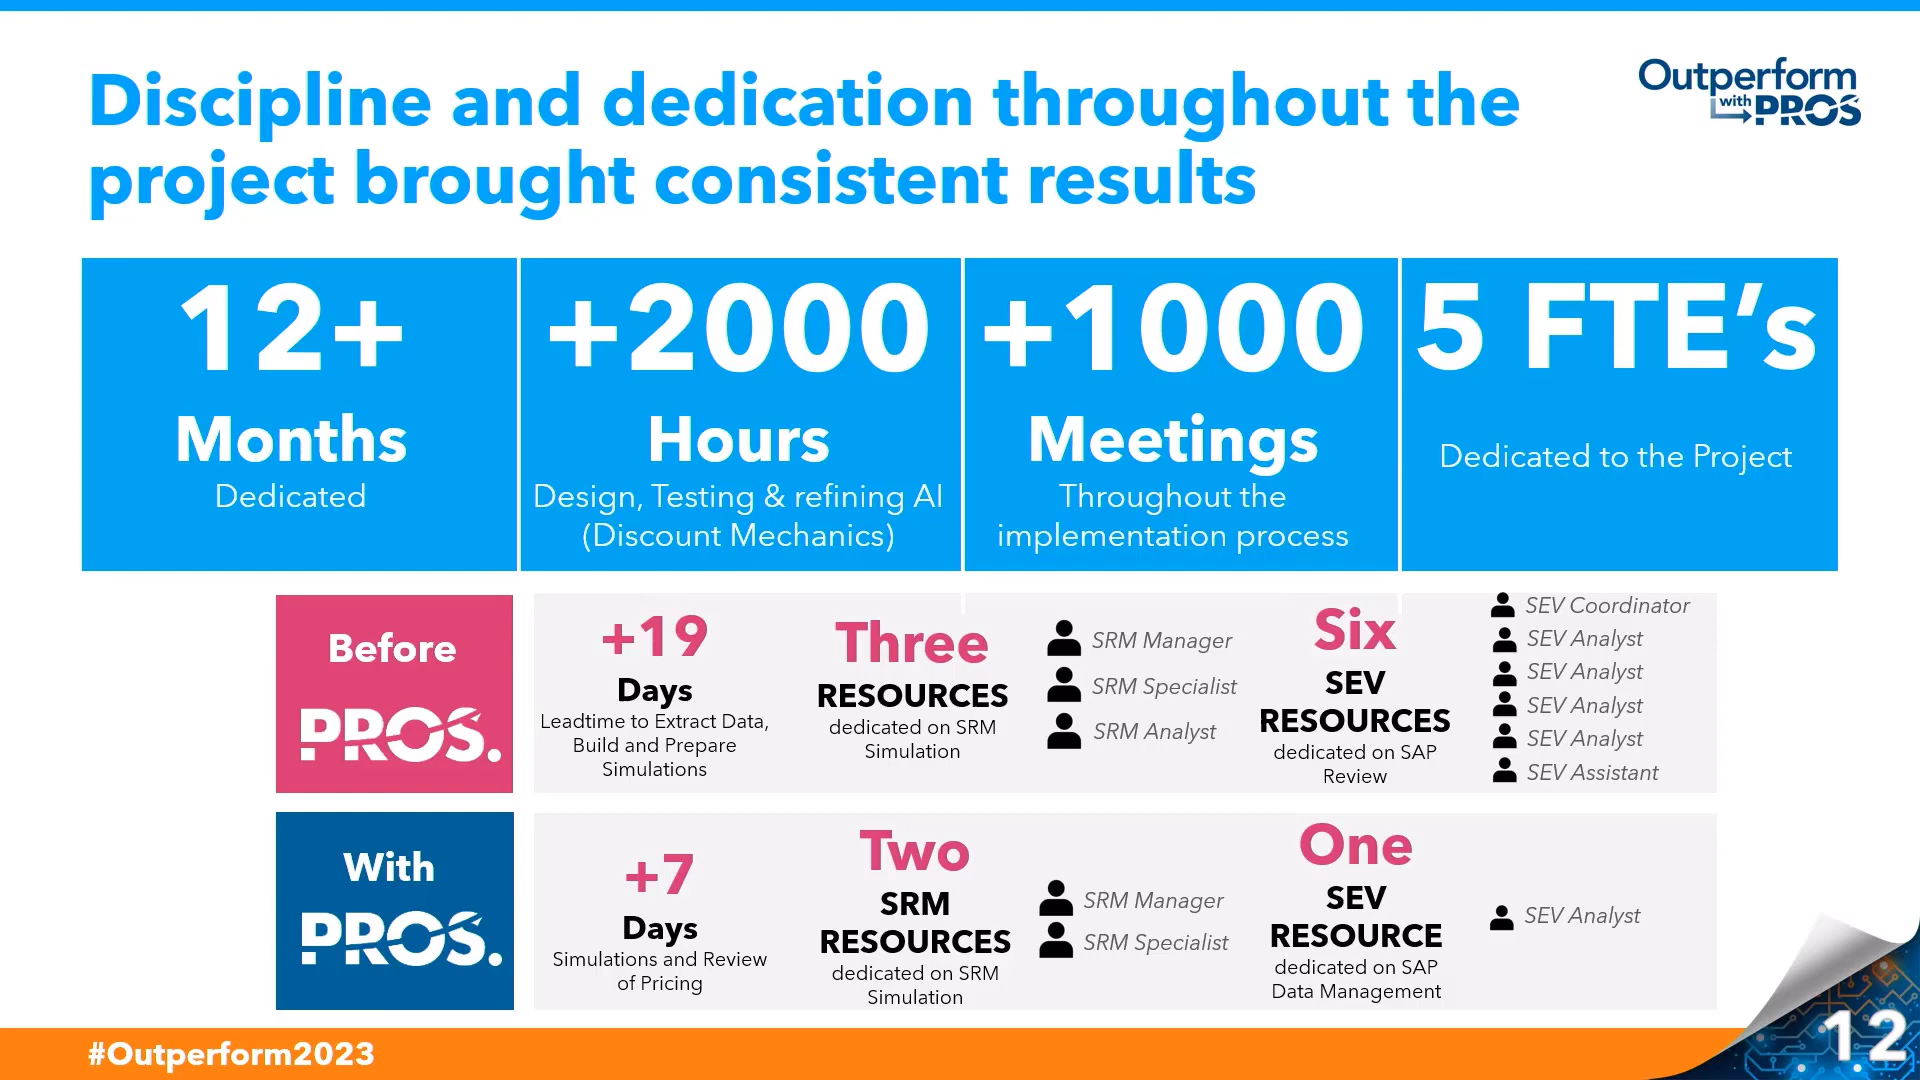 Discipline and dedication throughout the
project brought consistent results
Outperform
with PROS
12+
Months
Dedicated
+2000
Hours
Design, Testing & refining AI
(Discount Mechanics)
+1000
Meetings
Throughout the
implementation process
5 FTE’s
Dedicated to the Project
Before
PROS.
+19
Days
Leadtime to Extract Data,
Build and Prepare
Simulations
Three
RESOURCES
dedicated on SRM
Simulation
SRM Manager
SRM Specialist
SRM Analyst
Six
SEV
RESOURCES
dedicated on SAP
Review
SEV Coordinator
SEV Analyst
SEV Analyst
SEV Analyst
SEV Analyst
SEV Assistant
With
PROS.
+7
Days
Simulations and Review
of Pricing
Two
SRM
RESOURCES
dedicated on SRM
Simulation
SRM Manager
SRM Specialist
One
SEV
RESOURCE
dedicated on SAP
Data Management
SEV Analyst
#Outperform2023
12